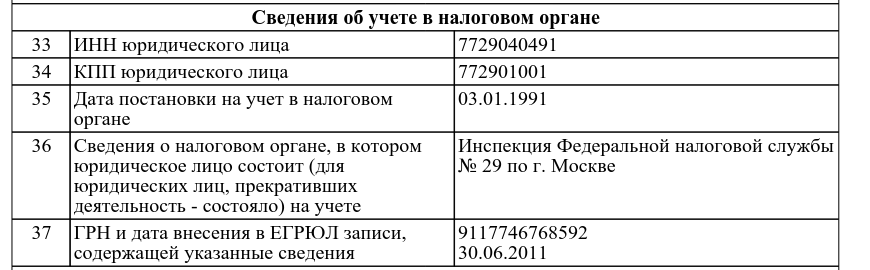 Сведения об учете в налоговом органе
33 ИНН юридического лица 7729040491
34 КПП юридического лица 772901001
35 Дата постановки на учет в налоговом 03.01.1991
органе
36 Сведения о налоговом органе, в котором Инспекция Федеральной налоговой службы
юридическое лицо состоит (для № 29 по г. Москве
юридических лиц, прекративших
деятельность - состояло) на учете
37 ГРН и дата внесения в ЕГРЮЛ записи, 9117746768592
содержащей указанные сведения 30.06.2011